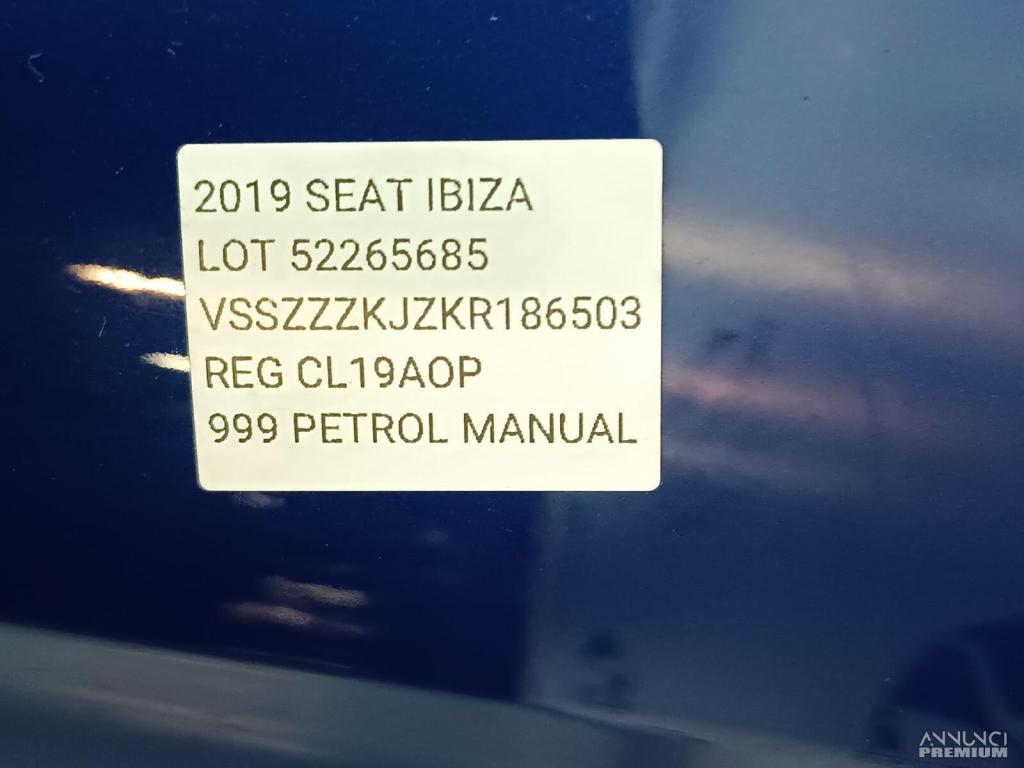 2019 SEAT IBIZA
LOT 52265685
VSSZZZKJZKR186503
REG CL19AOP
999 PETROL MANUAL
ANNUNCI
PREMIUM